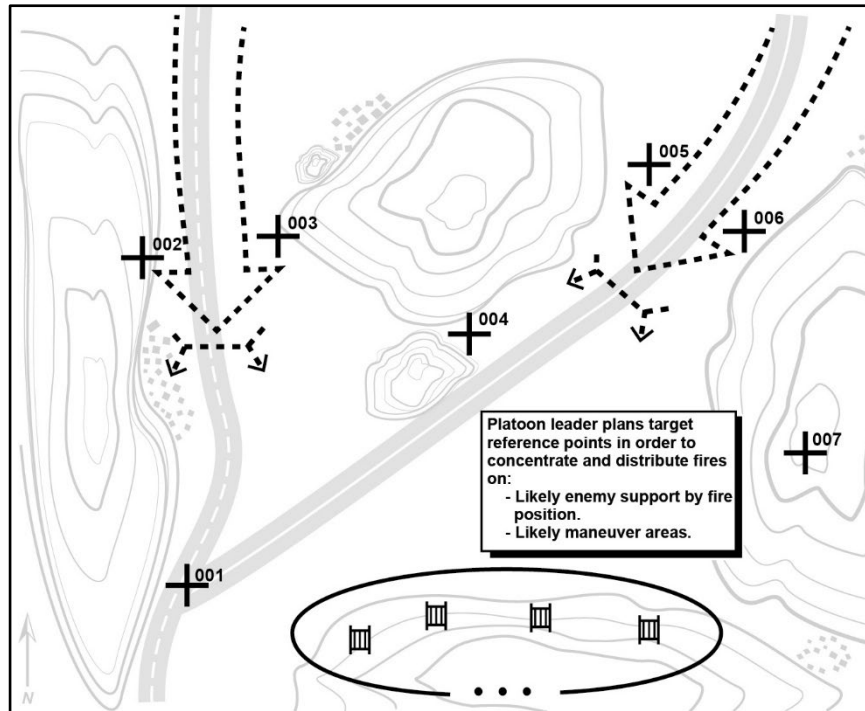 005
006
003
002
004
Platoon leader plans target
reference points in order to
concentrate and distribute fires
on:
- Likely enemy support by fire
position.
- Likely maneuver areas.
007
001
N